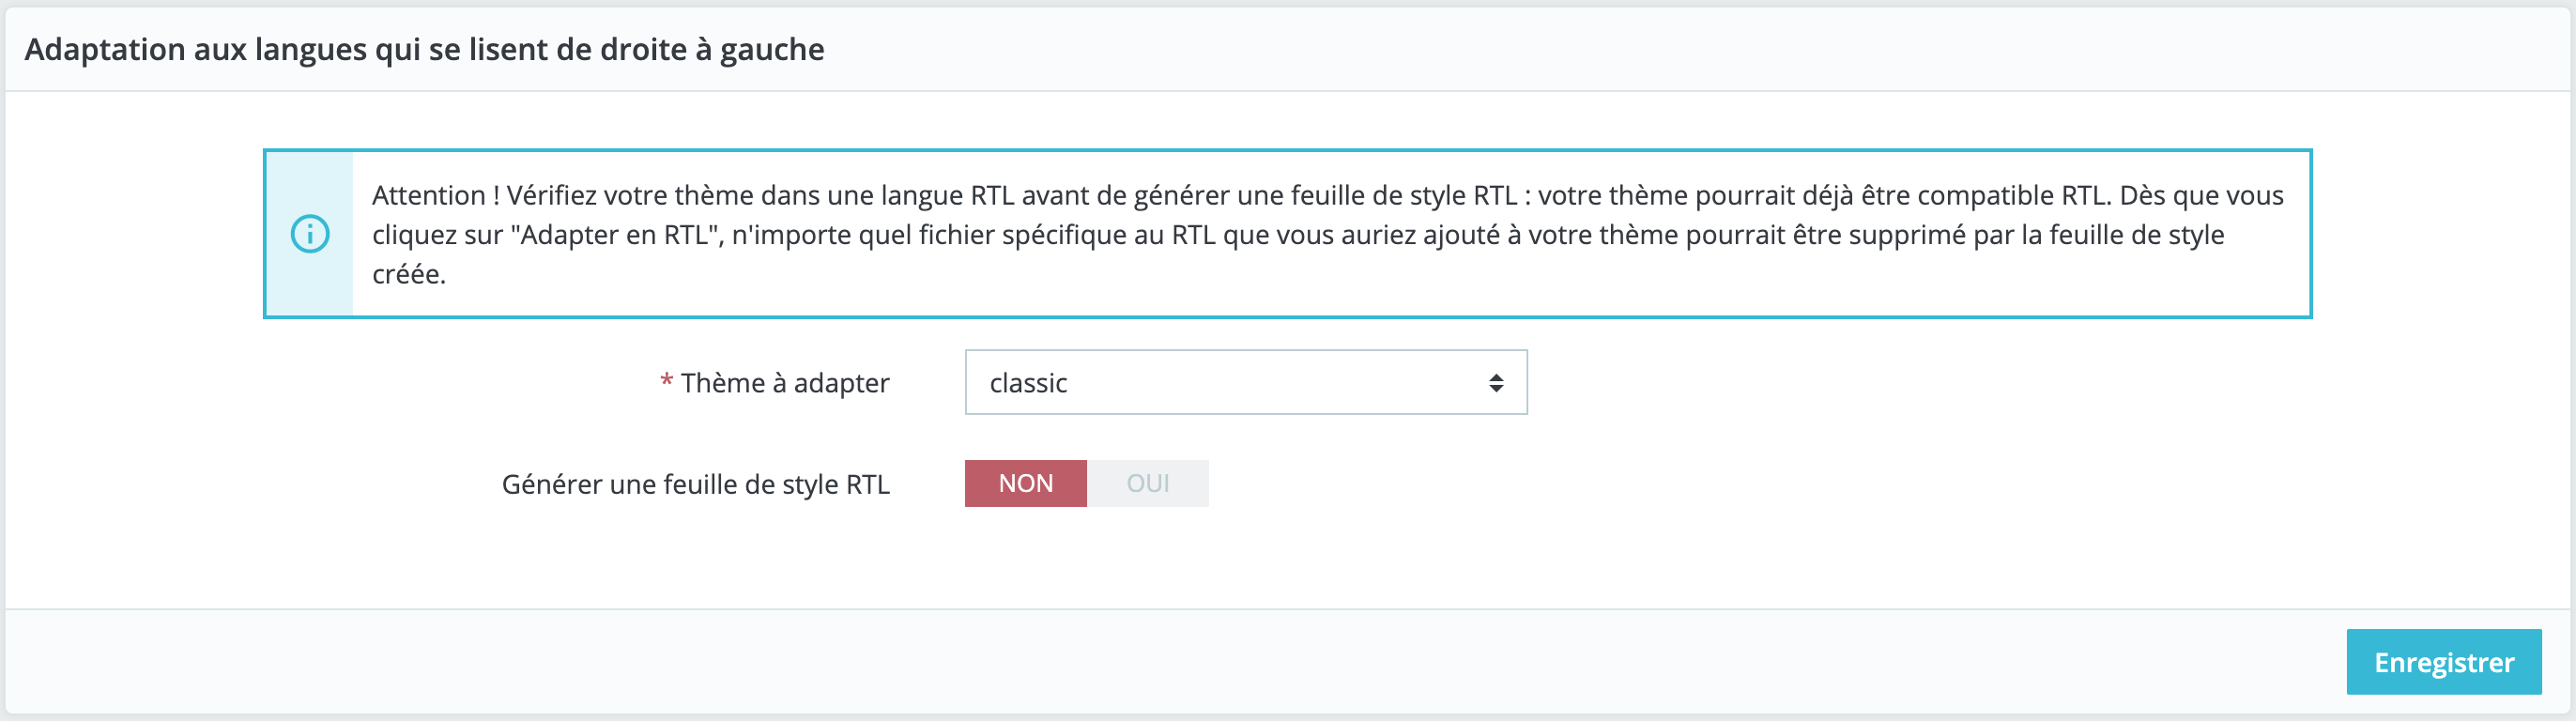 Adaptation aux langues qui se lisent de droite à gauche
Attention ! Vérifiez votre thème dans une langue RTL avant de générer une feuille de style RTL : votre thème pourrait déjà être compatible RTL. Dès que vous
cliquez sur "Adapter en RTL", n'importe quel fichier spécifique au RTL que vous auriez ajouté à votre thème pourrait être supprimé par la feuille de style
créée.
* Thème à adapter
classic
Générer une feuille de style RTL
NON OUI
Enregistrer